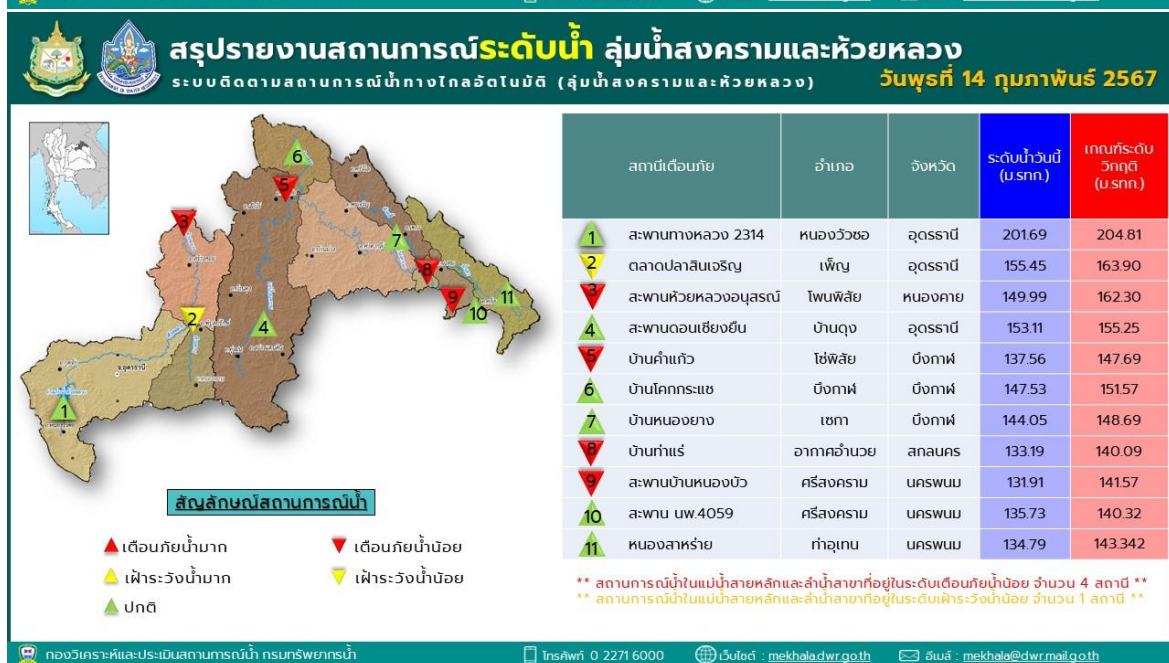 สรุปรายงานสถานการณ์ระดับน้ำ ลุ่มน้ำสงครามและห้วยหลวง
ระบบติดตามสถานการณ์น้ำทางไกลอัตโนมัติ (ลุ่มน้ำสงครามและห้วยหลวง) วันพุธที่ 14 กุมภาพันธ์ 2567
สถานีเตือนภัย อำเภอ จังหวัด ระดับน้ำวันนี้ (ม.รทก.) เกณฑ์ระดับวิกฤติ (ม.รทก.)
1 สะพานทางหลวง 2314 หนองวัวซอ อุดรธานี 201.69 204.81
2 ตลาดปลาสินเจริญ เพ็ญ อุดรธานี 155.45 163.90
3 สะพานห้วยหลวงอนุสรณ์ โพนพิสัย หนองคาย 149.99 162.30
4 สะพานดอนเชียงยืน บ้านดุง อุดรธานี 153.11 155.25
5 บ้านคำแก้ว โซ่พิสัย บึงกาฬ 137.56 147.69
6 บ้านโคกกระแซ บึงกาฬ บึงกาฬ 147.53 151.57
7 บ้านหนองยาง เซกา บึงกาฬ 144.05 148.69
8 บ้านท่าแร่ อากาศอำนวย สกลนคร 133.19 140.09
9 สะพานบ้านหนองบัว ศรีสงคราม นครพนม 131.91 141.57
10 สะพาน นพ.4059 ศรีสงคราม นครพนม 135.73 140.32
11 หนองสาหร่าย ท่าอุเทน นครพนม 134.79 143.342
6
5
3
7
8
9
11
10
2
4
1
สัญลักษณ์สถานการณ์น้ำ
เตือนภัยน้ำมาก เตือนภัยน้ำน้อย
เฝ้าระวังน้ำมาก เฝ้าระวังน้ำน้อย
ปกติ
** สถานการณ์น้ำในแม่น้ำสายหลักและลำน้ำสาขาที่อยู่ในระดับเตือนภัยน้ำน้อย จำนวน 4 สถานี **
** สถานการณ์น้ำในแม่น้ำสายหลักและลำน้ำสาขาที่อยู่ในระดับเฝ้าระวังน้ำน้อย จำนวน 1 สถานี **
กองวิเคราะห์และประเมินสถานการณ์น้ำ กรมทรัพยากรน้ำ โทรศัพท์ 0 2271 6000 เว็บไซต์ : mekhala.dwr.go.th อีเมล์ : mekhala@dwr.mail.go.th